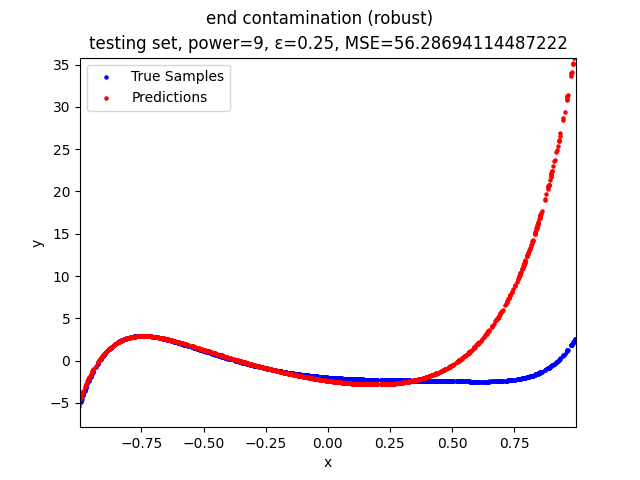 end contamination (robust)
testing set, power=9, ε=0.25, MSE=56.28694114487222
True Samples
Predictions
35
30
25
20
15
10
5
0
−5
y
−0.75 −0.50 −0.25 0.00 0.25 0.50 0.75
x